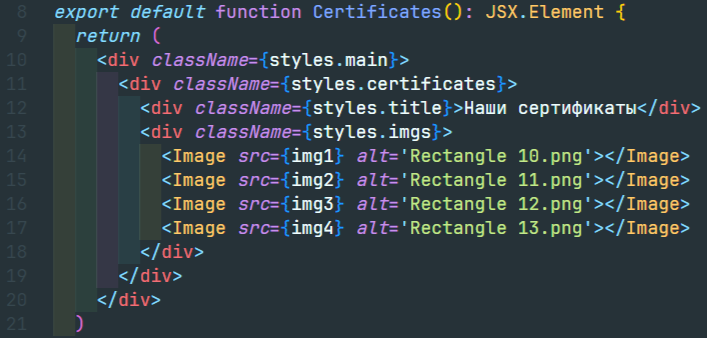 8 export default function Certificates(): JSX.Element {
9 return (
10 <div className={styles.main}>
11 <div className={styles.certificates}>
12 <div className={styles.title}>Наши сертификаты</div>
13 <div className={styles.imgs}>
14 <Image src={img1} alt='Rectangle 10.png'></Image>
15 <Image src={img2} alt='Rectangle 11.png'></Image>
16 <Image src={img3} alt='Rectangle 12.png'></Image>
17 <Image src={img4} alt='Rectangle 13.png'></Image>
18 </div>
19 </div>
20 </div>
21 )